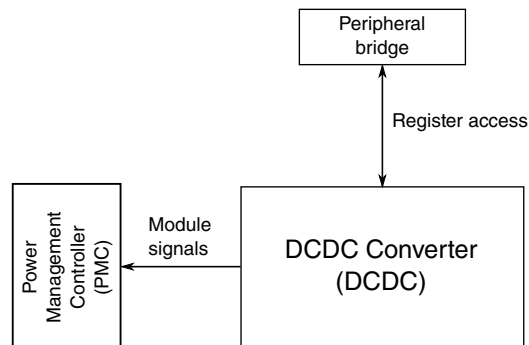 Peripheral
bridge
Register access
Module
signals
Power
Management
Controller
(PMC)
DCDC Converter
(DCDC)